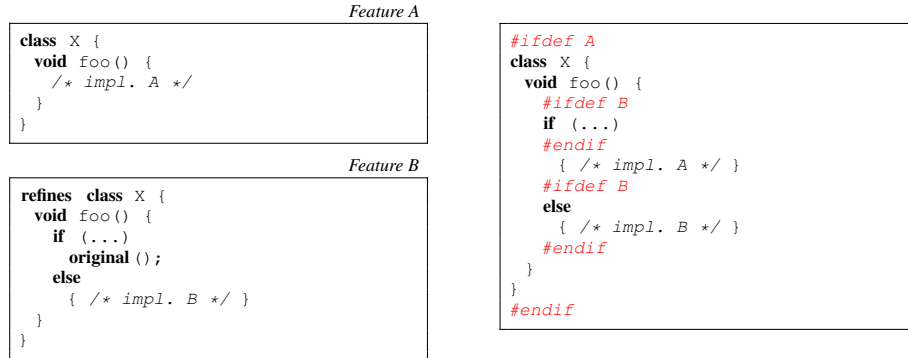 Feature A
class X {
void foo() {
/* impl. A */
}
}
Feature B
refines class X {
void foo() {
if (...)
original();
else
{ /* impl. B */ }
}
}
#ifdef A
class X {
void foo() {
#ifdef B
if (...)
#endif
{ /* impl. A */ }
#ifdef B
else
{ /* impl. B */ }
#endif
}
}
#endif